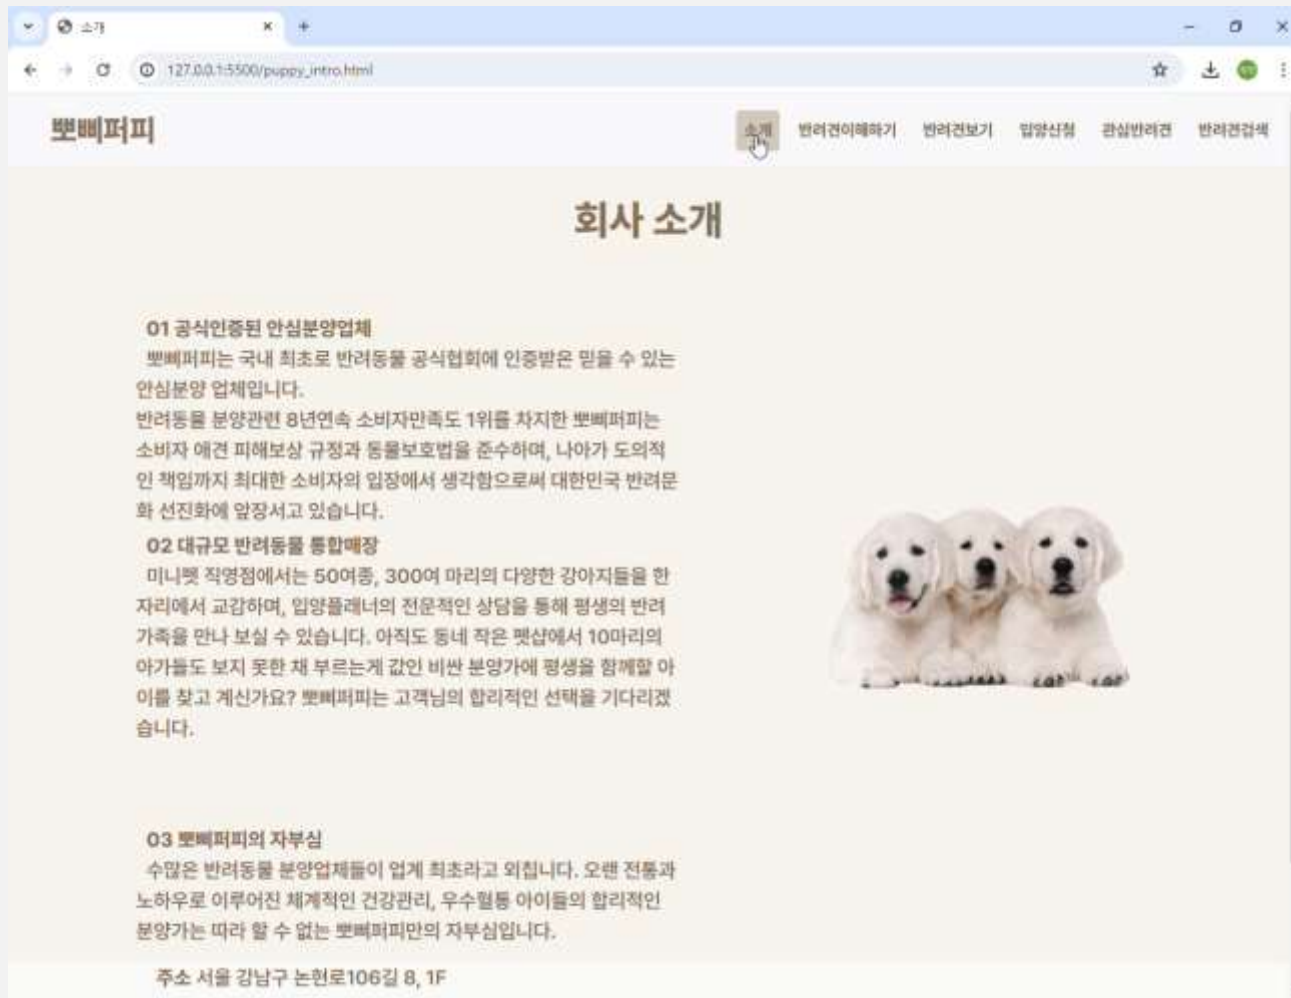 소개
127.0.0.1:5500/puppy_intro.html
뽀삐퍼피
소개 반려견이해하기 반려견보기 입양신청 관심반려견 반려견검색
회사 소개
01 공식인증된 안심분양업체
뽀삐퍼피는 국내 최초로 반려동물 공식협회에 인증받은 믿을 수 있는
안심분양 업체입니다.
반려동물 분양관련 8년연속 소비자만족도 1위를 차지한 뽀삐퍼피는
소비자 애견 피해보상 규정과 동물보호법을 준수하며, 나아가 도의적
인 책임까지 최대한 소비자의 입장에서 생각함으로써 대한민국 반려문
화 선진화에 앞장서고 있습니다.
02 대규모 반려동물 통합매장
미니펫 직영점에서는 50여종, 300여 마리의 다양한 강아지들을 한
자리에서 교감하며, 입양플래너의 전문적인 상담을 통해 평생의 반려
가족을 만나 보실 수 있습니다. 아직도 동네 작은 펫샵에서 10마리의
아가들도 보지 못한 채 부르는게 값인 비싼 분양가에 평생을 함께할 아
이를 찾고 계신가요? 뽀삐퍼피는 고객님의 합리적인 선택을 기다리겠
습니다.
03 뽀삐퍼피의 자부심
수많은 반려동물 분양업체들이 업계 최초라고 외칩니다. 오랜 전통과
노하우로 이루어진 체계적인 건강관리, 우수혈통 아이들의 합리적인
분양가는 따라 할 수 없는 뽀삐퍼피만의 자부심입니다.
주소 서울 강남구 논현로106길 8, 1F